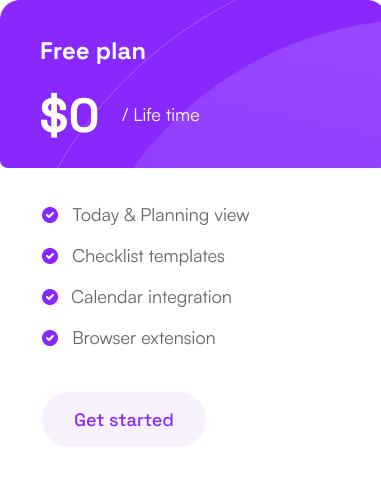 Free plan
$0 / Life time
Today & Planning view
Checklist templates
Calendar integration
Browser extension
Get started